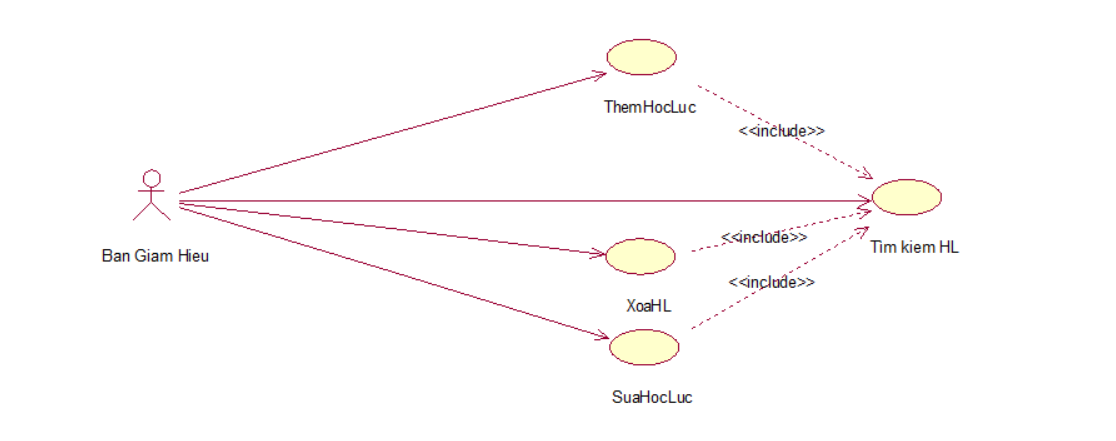 ThemHocLuc
<<include>>
Ban Giam Hieu
<<include>>
Tim kiem HL
<<include>>
XoaHL
SuaHocLuc